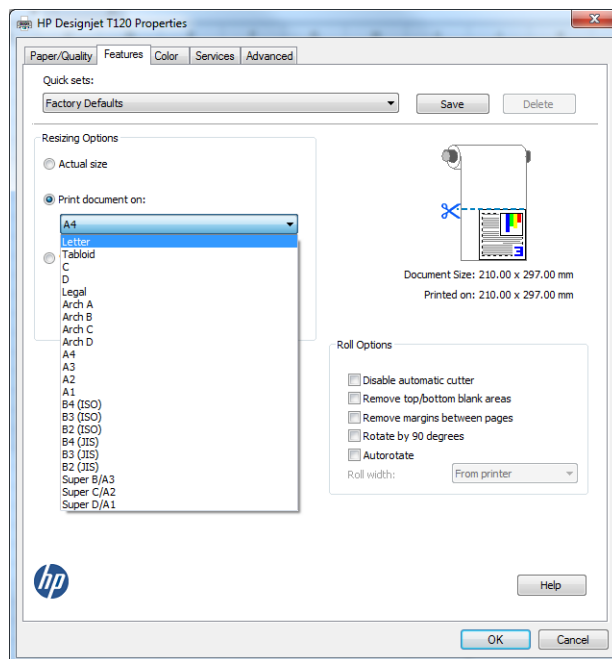 HP Designjet T120 Properties
Paper/Quality Features Color Services Advanced
Quick sets:
Factory Defaults
Save Delete
Resizing Options
Actual size
Print document on:
A4
Letter
Tabloid
C
D
Legal
Arch A
Arch B
Arch C
Arch D
A4
A3
A2
A1
B4 (ISO)
B3 (ISO)
B2 (ISO)
B4 (JIS)
B3 (JIS)
B2 (JIS)
Super B/A3
Super C/A2
Super D/A1
3
Document Size: 210.00 x 297.00 mm
Printed on: 210.00 x 297.00 mm
Roll Options
Disable automatic cutter
Remove top/bottom blank areas
Remove margins between pages
Rotate by 90 degrees
Autorotate
Roll width: From printer
hp
Help
OK Cancel